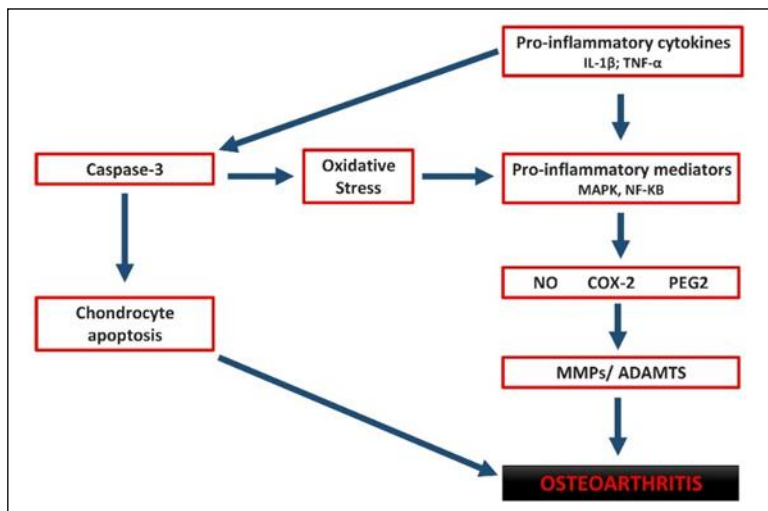 Pro-inflammatory cytokines
IL-1β; TNF-α
Caspase-3
Oxidative
Stress
Pro-inflammatory mediators
MAPK, NF-KB
Chondrocyte
apoptosis
NO COX-2 PEG2
MMPs/ ADAMTS
OSTEOARTHRITIS